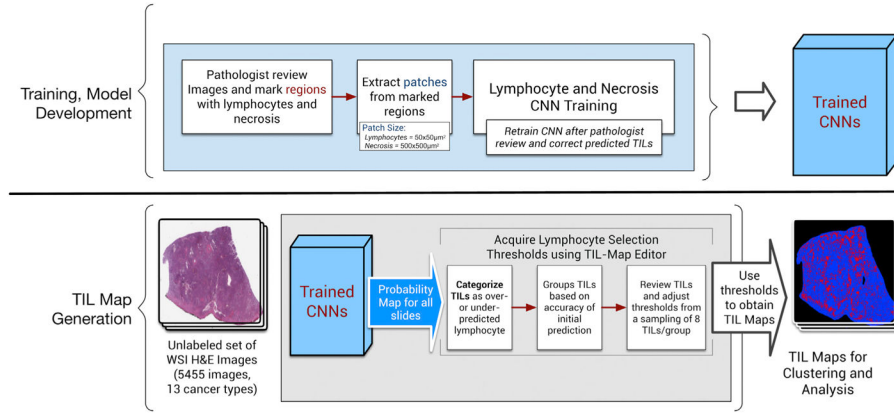 Training, Model
Development
Pathologist review
Images and mark regions
with lymphocytes and
necrosis
Extract patches
from marked
regions
Patch Size:
Lymphocytes = 50x50µm²
Necrosis = 500x500µm²
Lymphocyte and Necrosis
CNN Training
Retrain CNN after pathologist
review and correct predicted TILs
Trained
CNNs
TIL Map
Generation
Unlabeled set of
WSI H&E Images
(5455 images,
13 cancer types)
Trained
CNNs
Probability
Map for all
slides
Acquire Lymphocyte Selection
Thresholds using TIL-Map Editor
Categorize
TILs as over-
or under-
predicted
lymphocyte
Groups TILs
based on
accuracy of
initial
prediction
Review TILs
and adjust
thresholds from
a sampling of 8
TILs/group
Use
thresholds
to obtain
TIL Maps
TIL Maps for
Clustering and
Analysis